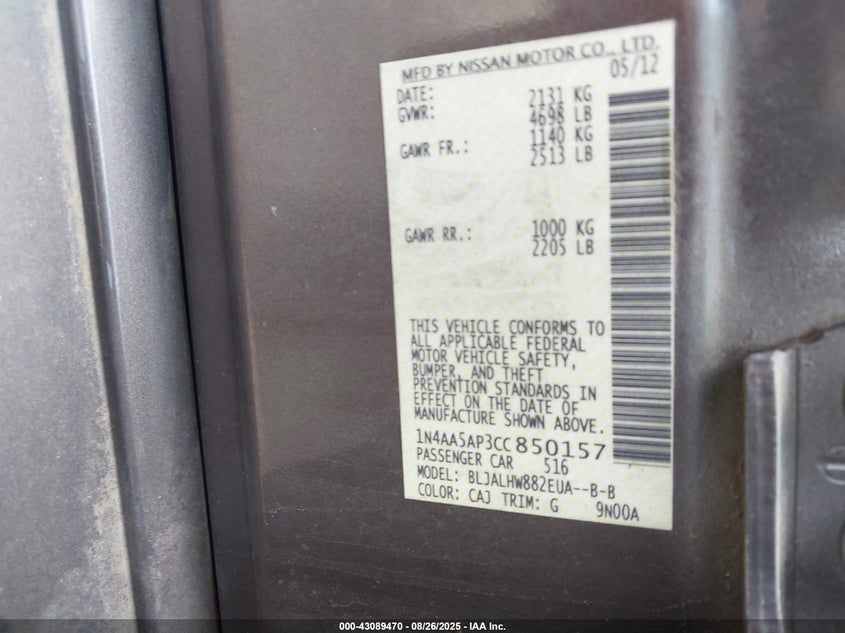 MFD BY NISSAN MOTOR CO., LTD.
DATE: 05/12
GVWR: 2131 KG
4698 LB
GAWR FR.: 1140 KG
2513 LB
GAWR RR.: 1000 KG
2205 LB
THIS VEHICLE CONFORMS TO
ALL APPLICABLE FEDERAL
MOTOR VEHICLE SAFETY,
BUMPER, AND THEFT
PREVENTION STANDARDS IN
EFFECT ON THE DATE OF
MANUFACTURE SHOWN ABOVE.
1N4AA5AP3CC850157
PASSENGER CAR 516
MODEL: BLJALHW882EUA--B-B
COLOR: CAJ TRIM: G 9N00A
000-43089470 - 08/26/2025 - IAA Inc.